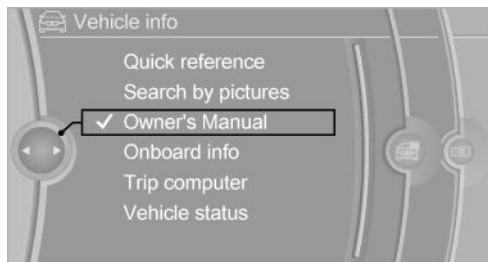 Vehicle info
Quick reference
Search by pictures
Owner's Manual
Onboard info
Trip computer
Vehicle status